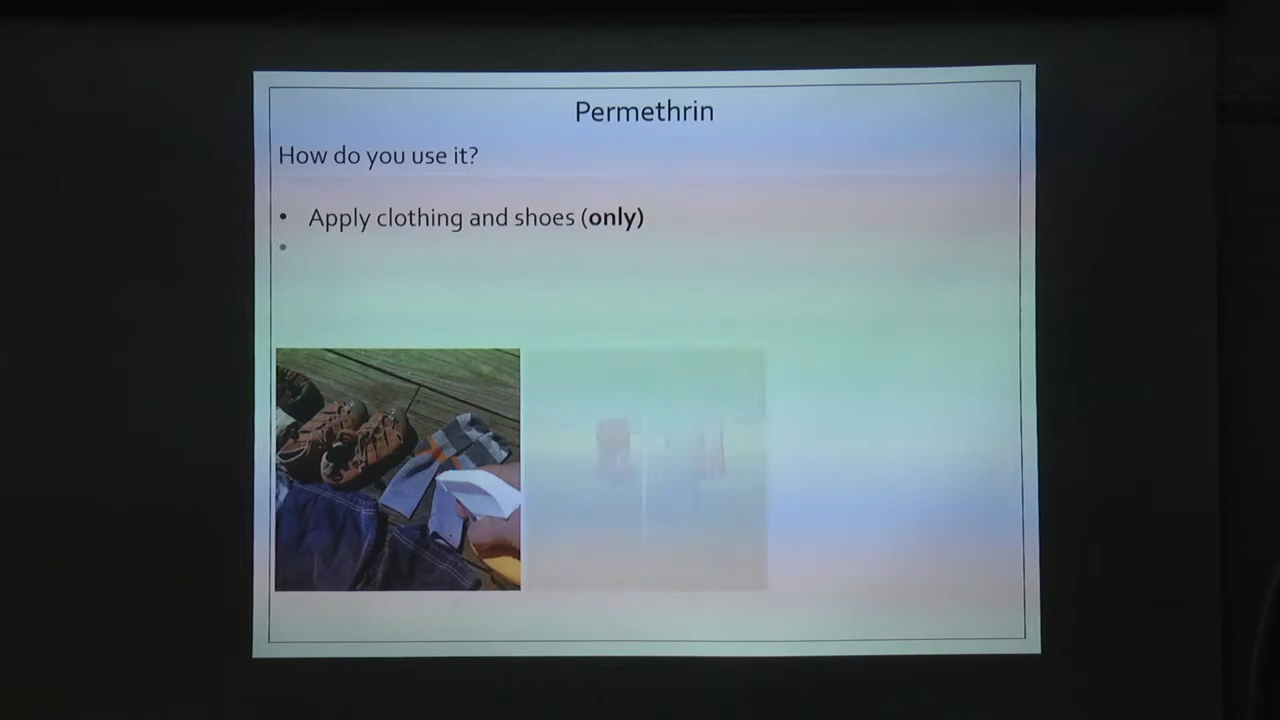 Permethrin
How do you use it?
• Apply clothing and shoes (only)
•